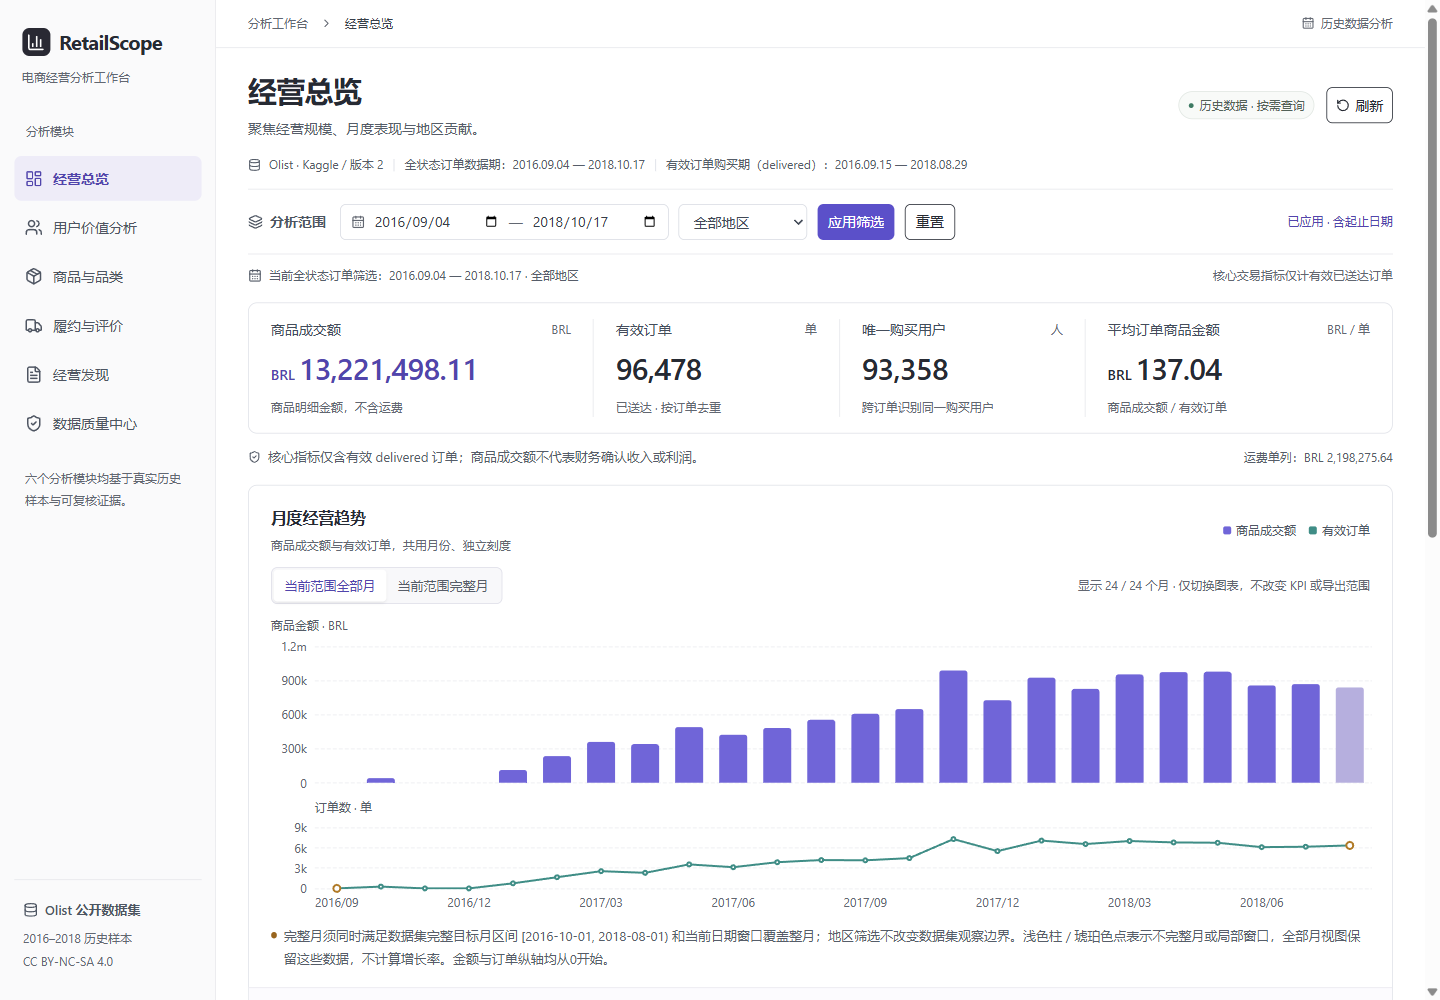 RetailScope
电商经营分析工作台
分析模块
经营总览
用户价值分析
商品与品类
履约与评价
经营发现
数据质量中心
六个分析模块均基于真实历史
样本与可复核证据。
Olist 公开数据集
2016–2018 历史样本
CC BY-NC-SA 4.0
分析工作台 > 经营总览
历史数据分析
经营总览
聚焦经营规模、月度表现与地区贡献。
历史数据 · 按需查询
刷新
Olist · Kaggle / 版本 2 | 全状态订单数据期：2016.09.04 — 2018.10.17 | 有效订单购买期（delivered）：2016.09.15 — 2018.08.29
分析范围 2016/09/04 — 2018/10/17 全部地区 应用筛选 重置 已应用 · 含起止日期
当前全状态订单筛选：2016.09.04 — 2018.10.17 · 全部地区
核心交易指标仅计有效已送达订单
商品成交额 BRL
BRL 13,221,498.11
商品明细金额，不含运费
有效订单 单
96,478
已送达 · 按订单去重
唯一购买用户 人
93,358
跨订单识别同一购买用户
平均订单商品金额 BRL / 单
BRL 137.04
商品成交额 / 有效订单
核心指标仅含有效 delivered 订单；商品成交额不代表财务确认收入或利润。
运费单列：BRL 2,198,275.64
月度经营趋势
商品成交额与有效订单，共用月份、独立刻度
商品成交额 有效订单
当前范围全部月 当前范围完整月
显示 24 / 24 个月 · 仅切换图表，不改变 KPI 或导出范围
商品金额 · BRL
1.2m
900k
600k
300k
0
订单数 · 单
9k
6k
3k
0
2016/09 2016/12 2017/03 2017/06 2017/09 2017/12 2018/03 2018/06
完整月须同时满足数据集完整目标月区间 [2016-10-01, 2018-08-01) 和当前日期窗口覆盖整月；地区筛选不改变数据集观察边界。浅色柱 / 琥珀色点表示不完整月或局部窗口，全部月视图保
留这些数据，不计算增长率。金额与订单纵轴均从0开始。